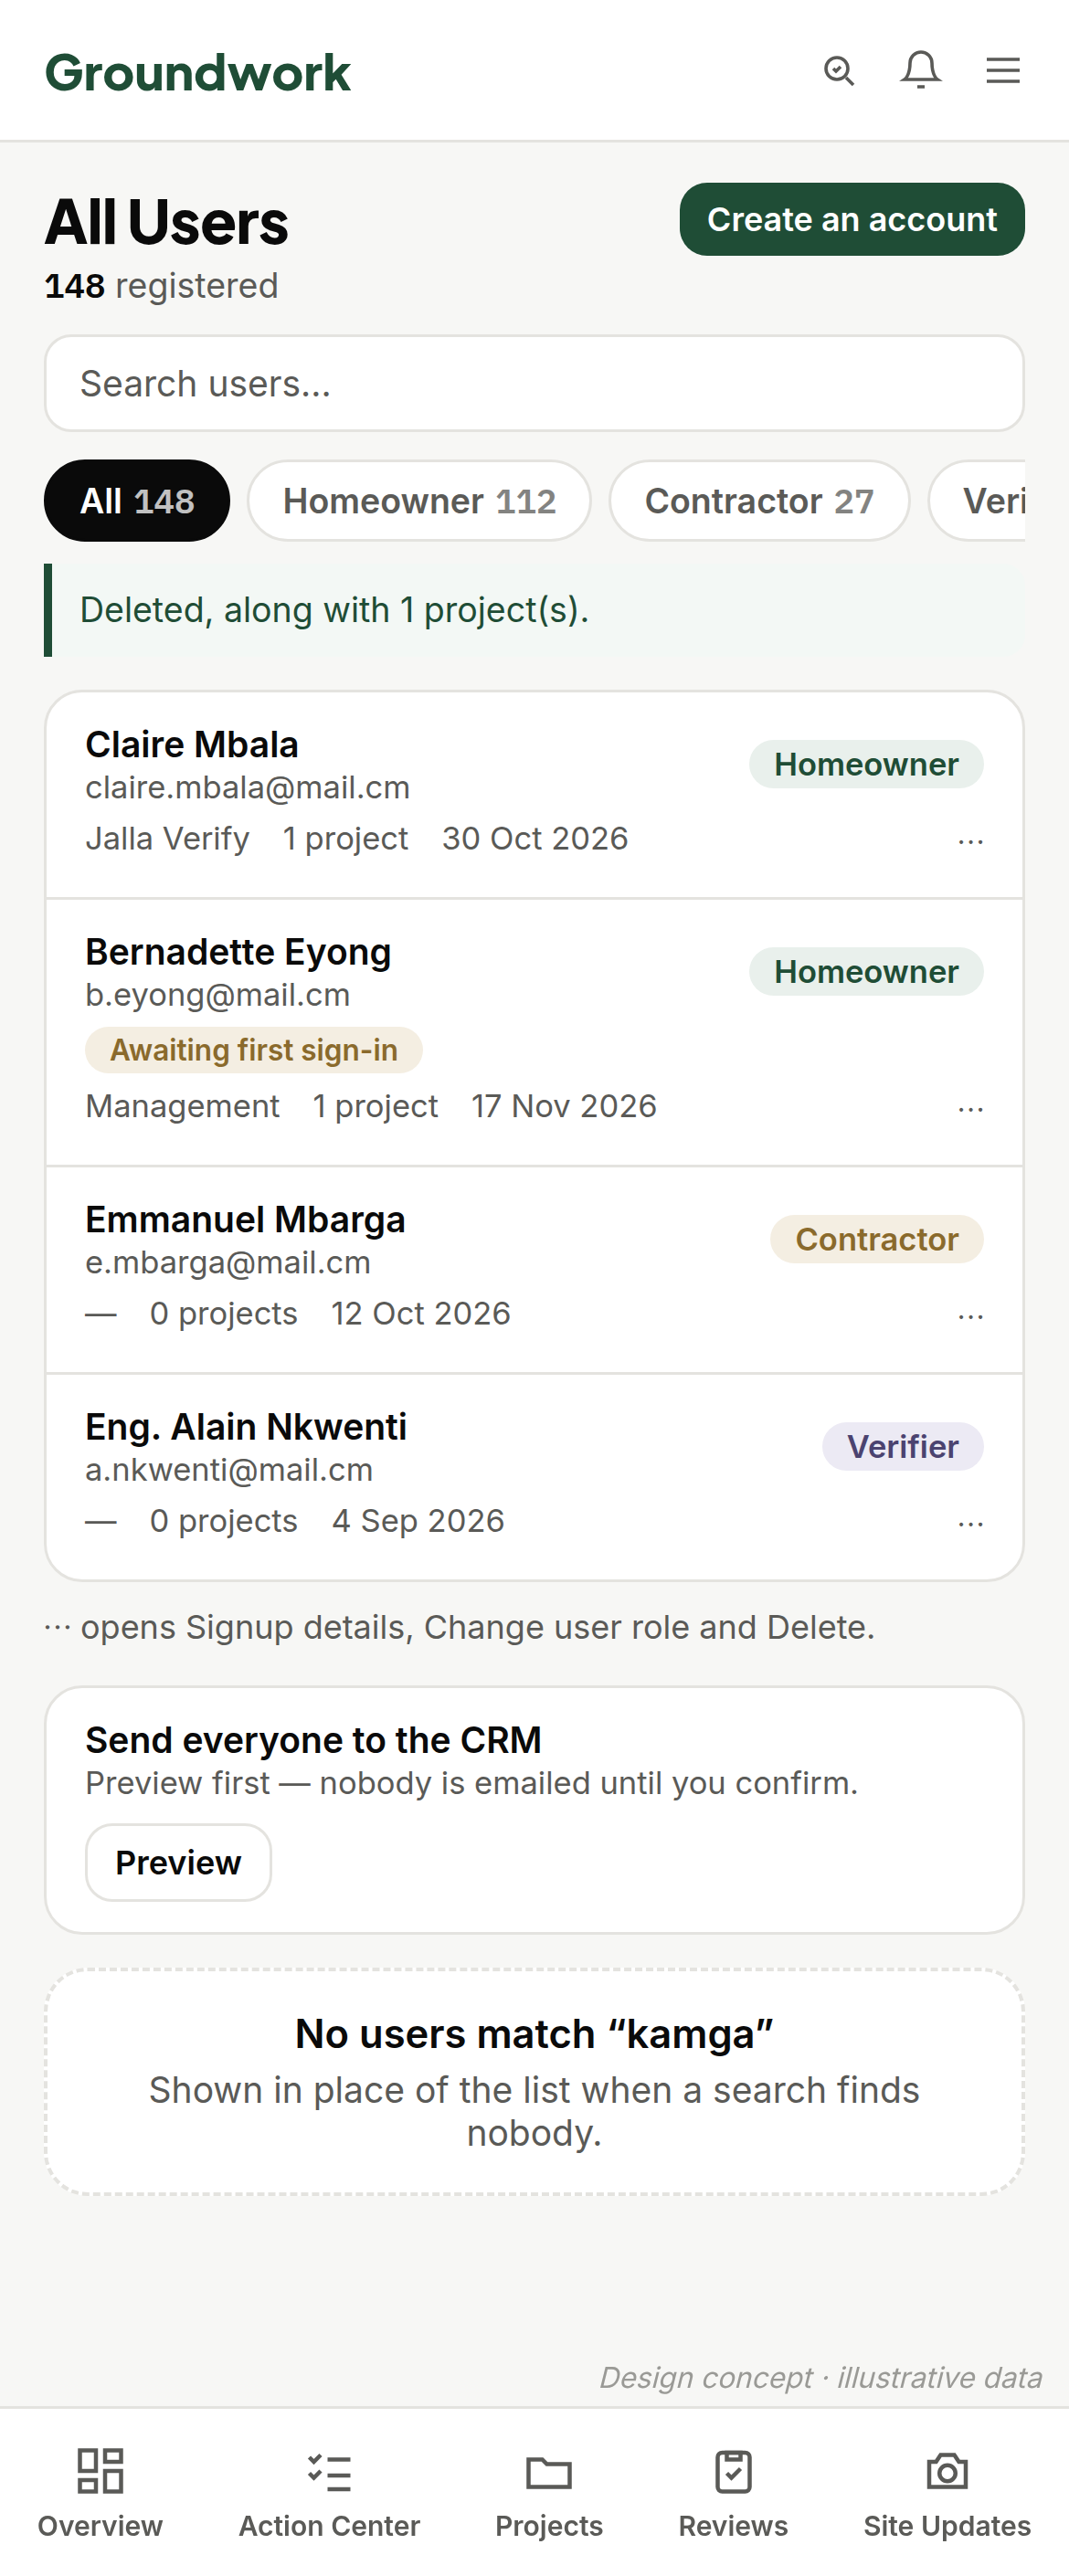 Groundwork
All Users
Create an account
148 registered
Search users...
All 148
Homeowner 112
Contractor 27
Veri
Deleted, along with 1 project(s).
Claire Mbala
Homeowner
claire.mbala@mail.cm
Jalla Verify 1 project 30 Oct 2026 ···
Bernadette Eyong
Homeowner
b.eyong@mail.cm
Awaiting first sign-in
Management 1 project 17 Nov 2026 ···
Emmanuel Mbarga
Contractor
e.mbarga@mail.cm
— 0 projects 12 Oct 2026 ···
Eng. Alain Nkwenti
Verifier
a.nkwenti@mail.cm
— 0 projects 4 Sep 2026 ···
··· opens Signup details, Change user role and Delete.
Send everyone to the CRM
Preview first — nobody is emailed until you confirm.
Preview
No users match “kamga”
Shown in place of the list when a search finds
nobody.
Design concept · illustrative data
Overview
Action Center
Projects
Reviews
Site Updates